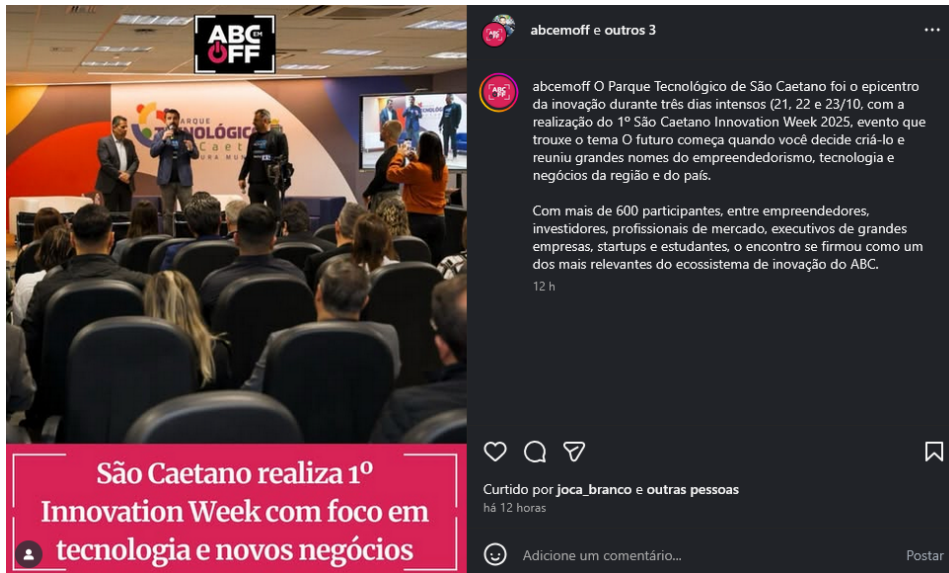 ABC EM
OFF
PARQUE
TECNOLÓGIC
Caeta
URA MUN
São Caetano realiza 1º
Innovation Week com foco em
tecnologia e novos negócios
abcemoff e outros 3
abcemoff O Parque Tecnológico de São Caetano foi o epicentro
da inovação durante três dias intensos (21, 22 e 23/10, com a
realização do 1º São Caetano Innovation Week 2025, evento que
trouxe o tema O futuro começa quando você decide criá-lo e
reuniu grandes nomes do empreendedorismo, tecnologia e
negócios da região e do país.
Com mais de 600 participantes, entre empreendedores,
investidores, profissionais de mercado, executivos de grandes
empresas, startups e estudantes, o encontro se firmou como um
dos mais relevantes do ecossistema de inovação do ABC.
12 h
Curtido por joca_branco e outras pessoas
há 12 horas
Adicione um comentário...
Postar